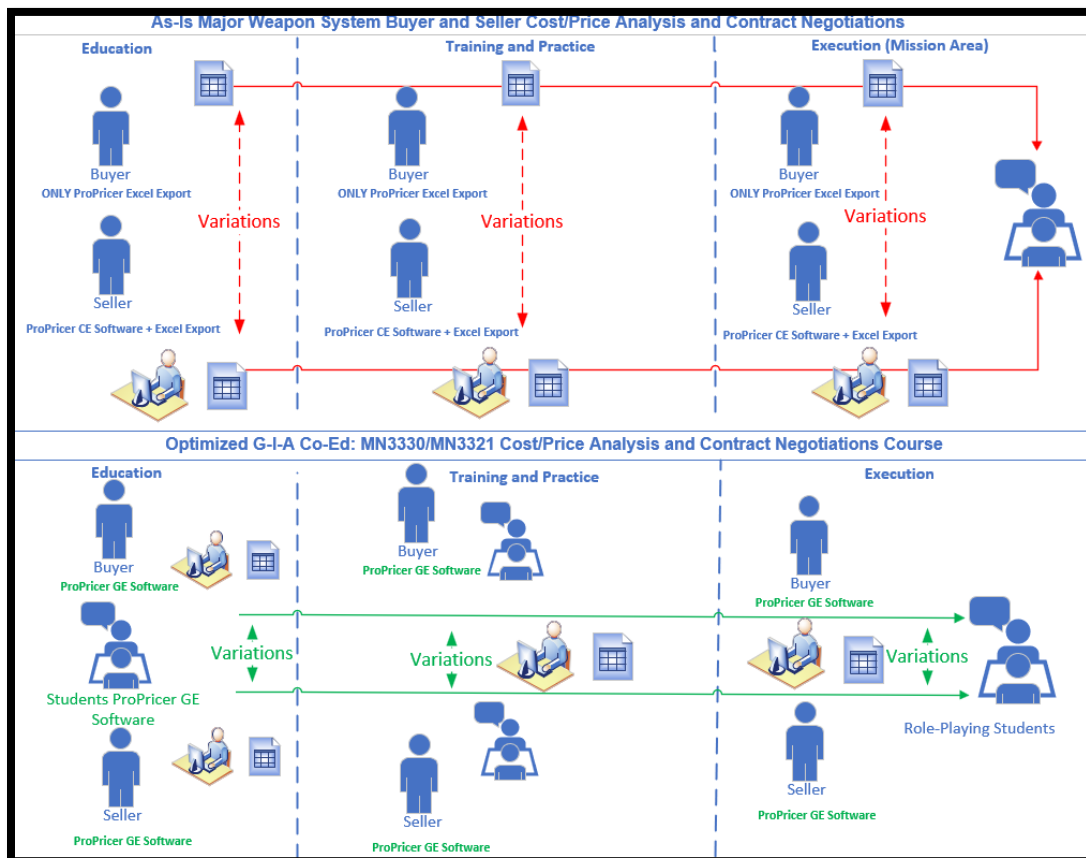 As-Is Major Weapon System Buyer and Seller Cost/Price Analysis and Contract Negotiations
Education
Training and Practice
Execution (Mission Area)
Buyer
ONLY ProPricer Excel Export
Variations
Seller
ProPricer CE Software + Excel Export
Buyer
ONLY ProPricer Excel Export
Variations
Seller
ProPricer CE Software + Excel Export
Buyer
ONLY ProPricer Excel Export
Variations
Seller
ProPricer CE Software + Excel Export
Optimized G-I-A Co-Ed: MN3330/MN3321 Cost/Price Analysis and Contract Negotiations Course
Education
Training and Practice
Execution
Buyer
ProPricer GE Software
Variations
Students ProPricer GE
Software
Seller
ProPricer GE Software
Buyer
ProPricer GE Software
Variations
Seller
ProPricer GE Software
Buyer
ProPricer GE Software
Variations
Role-Playing Students
Seller
ProPricer GE Software